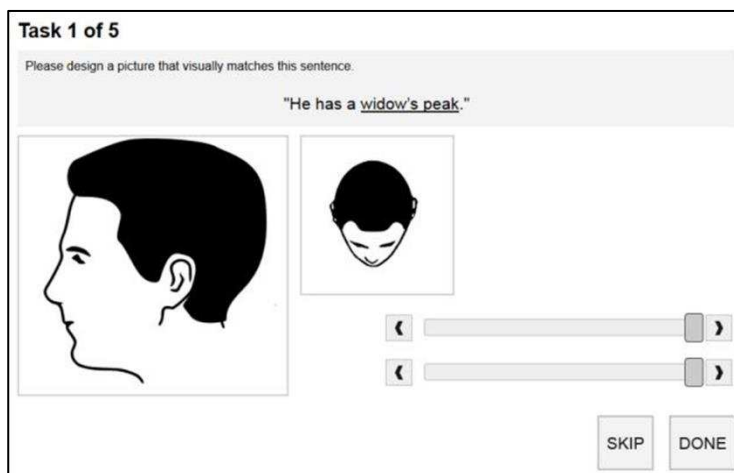 Task 1 of 5
Please design a picture that visually matches this sentence.
"He has a widow's peak."
SKIP
DONE